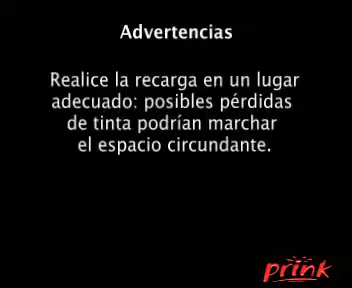 Advertencias
Realice la recarga en un lugar
adecuado: posibles pérdidas
de tinta podrían marchar
el espacio circundante.
prink